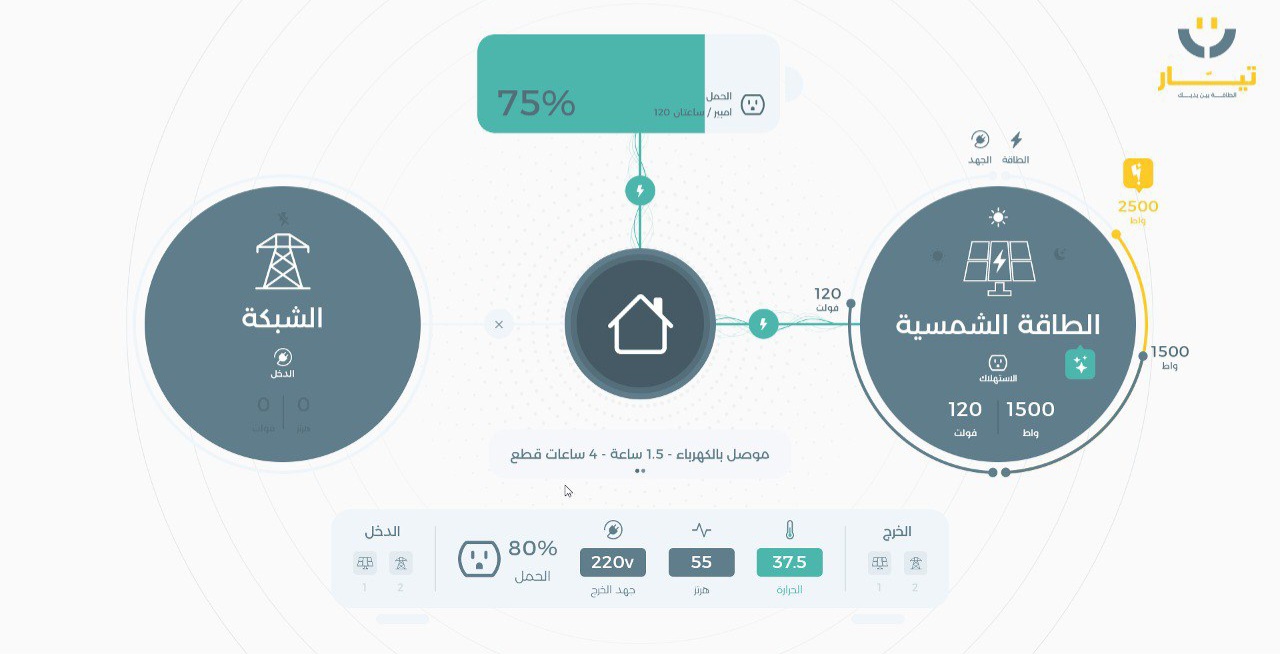 تيّار
الطاقة بين يديك
75%
الحمل
امبير / ساعتان 120
الطاقة
الجهد
2500
واط
120
فولت
الطاقة الشمسية
الاستهلاك
1500
واط
120
فولت
1500
واط
الشبكة
الدخل
0
هرتز
0
فولت
موصل بالكهرباء - 1.5 ساعة - 4 ساعات قطع
الخرج
1
2
37.5
الحرارة
55
هرتز
220v
جهد الخرج
80%
الحمل
الدخل
1
2